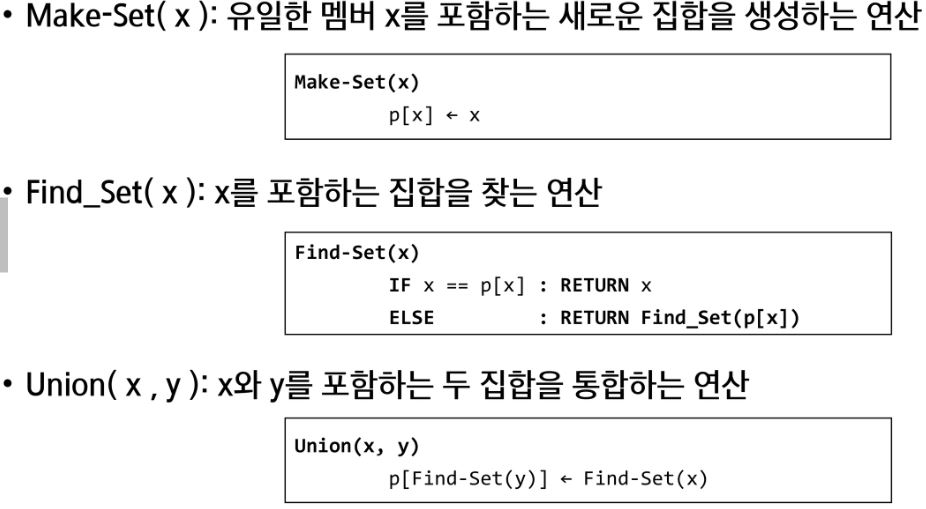 • Make-Set( x ): 유일한 멤버 x를 포함하는 새로운 집합을 생성하는 연산
Make-Set(x)
p[x] ← x
• Find_Set( x ): x를 포함하는 집합을 찾는 연산
Find-Set(x)
IF x == p[x] : RETURN x
ELSE : RETURN Find_Set(p[x])
• Union( x , y ): x와 y를 포함하는 두 집합을 통합하는 연산
Union(x, y)
p[Find-Set(y)] ← Find-Set(x)